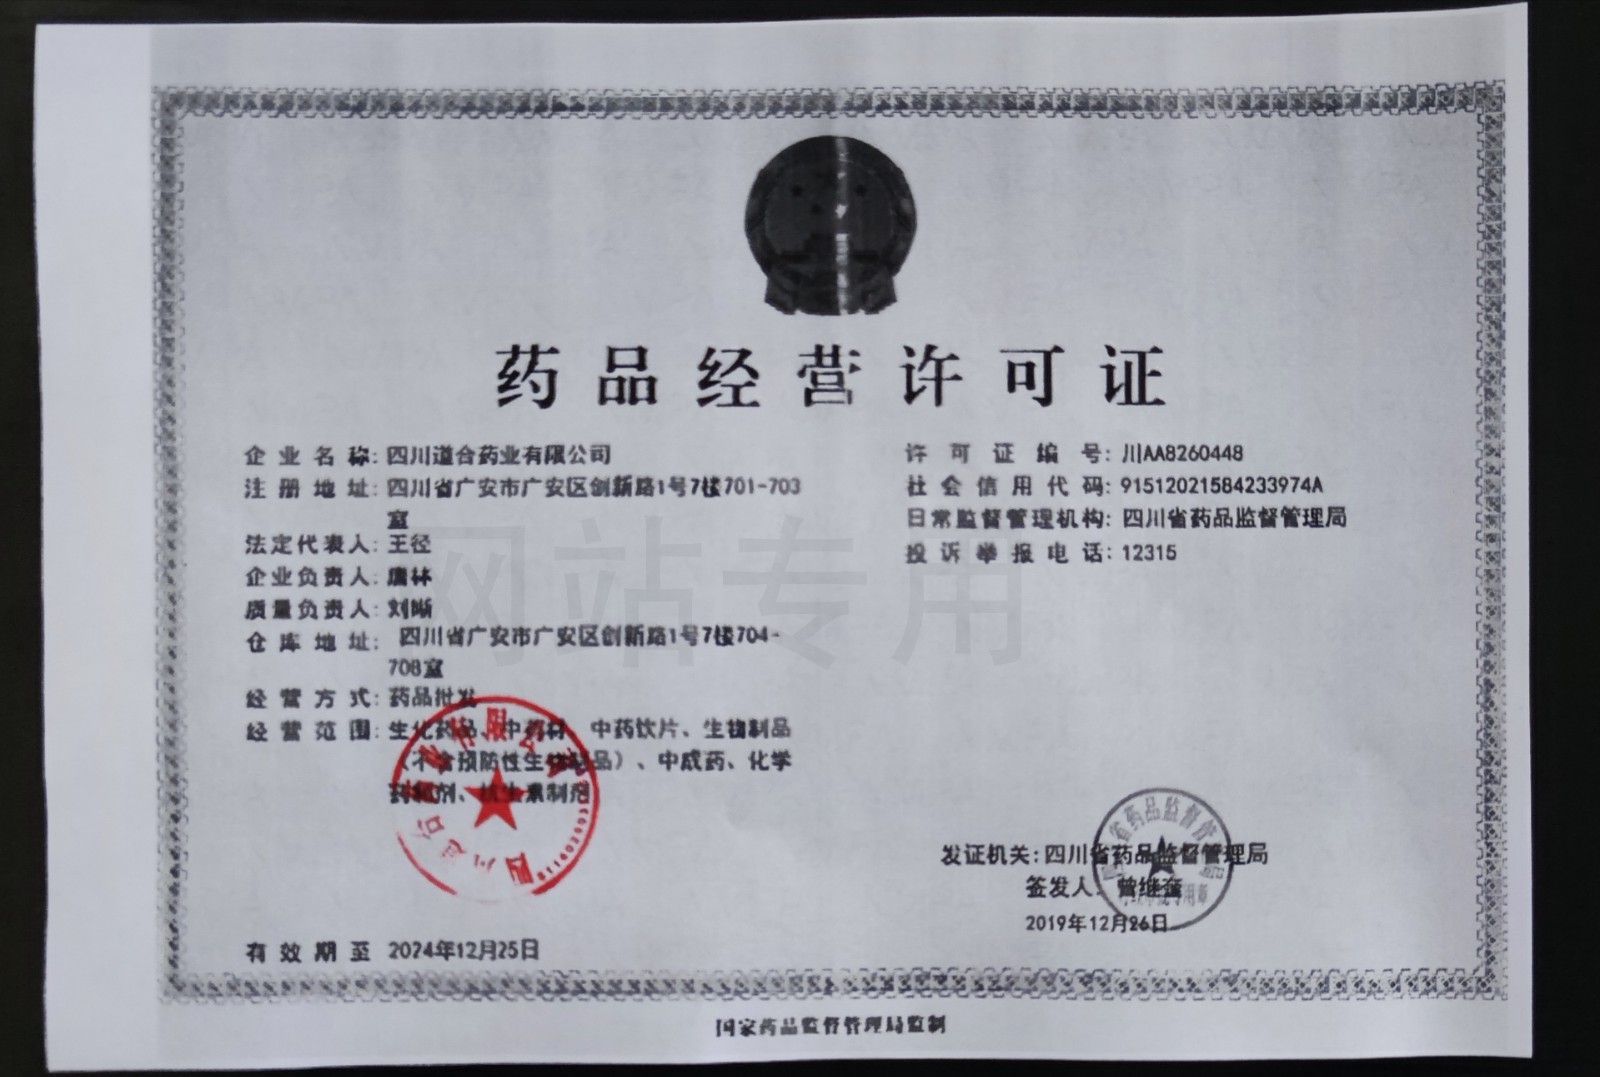 药品经营许可证
企业名称：四川道合药业有限公司
注册地址：四川省广安市广安区创新路1号7楼701-703
室
法定代表人：王径
企业负责人：唐林
质量负责人：刘晰
仓库地址：四川省广安市广安区创新路1号7楼704-
708室
经营方式：药品批发
经营范围：生化药品、中药材、中药饮片、生物制品
（不含预防性生物制品）、中成药、化学
药制剂、抗生素制剂
有效期至 2024年12月25日
许可证编号：川AA8260448
社会信用代码：91512021584233974A
日常监督管理机构：四川省药品监督管理局
投诉举报电话：12315
发证机关：四川省药品监督管理局
签发人：曾继
2019年12月26日
国家药品监督管理局监制
网站专用